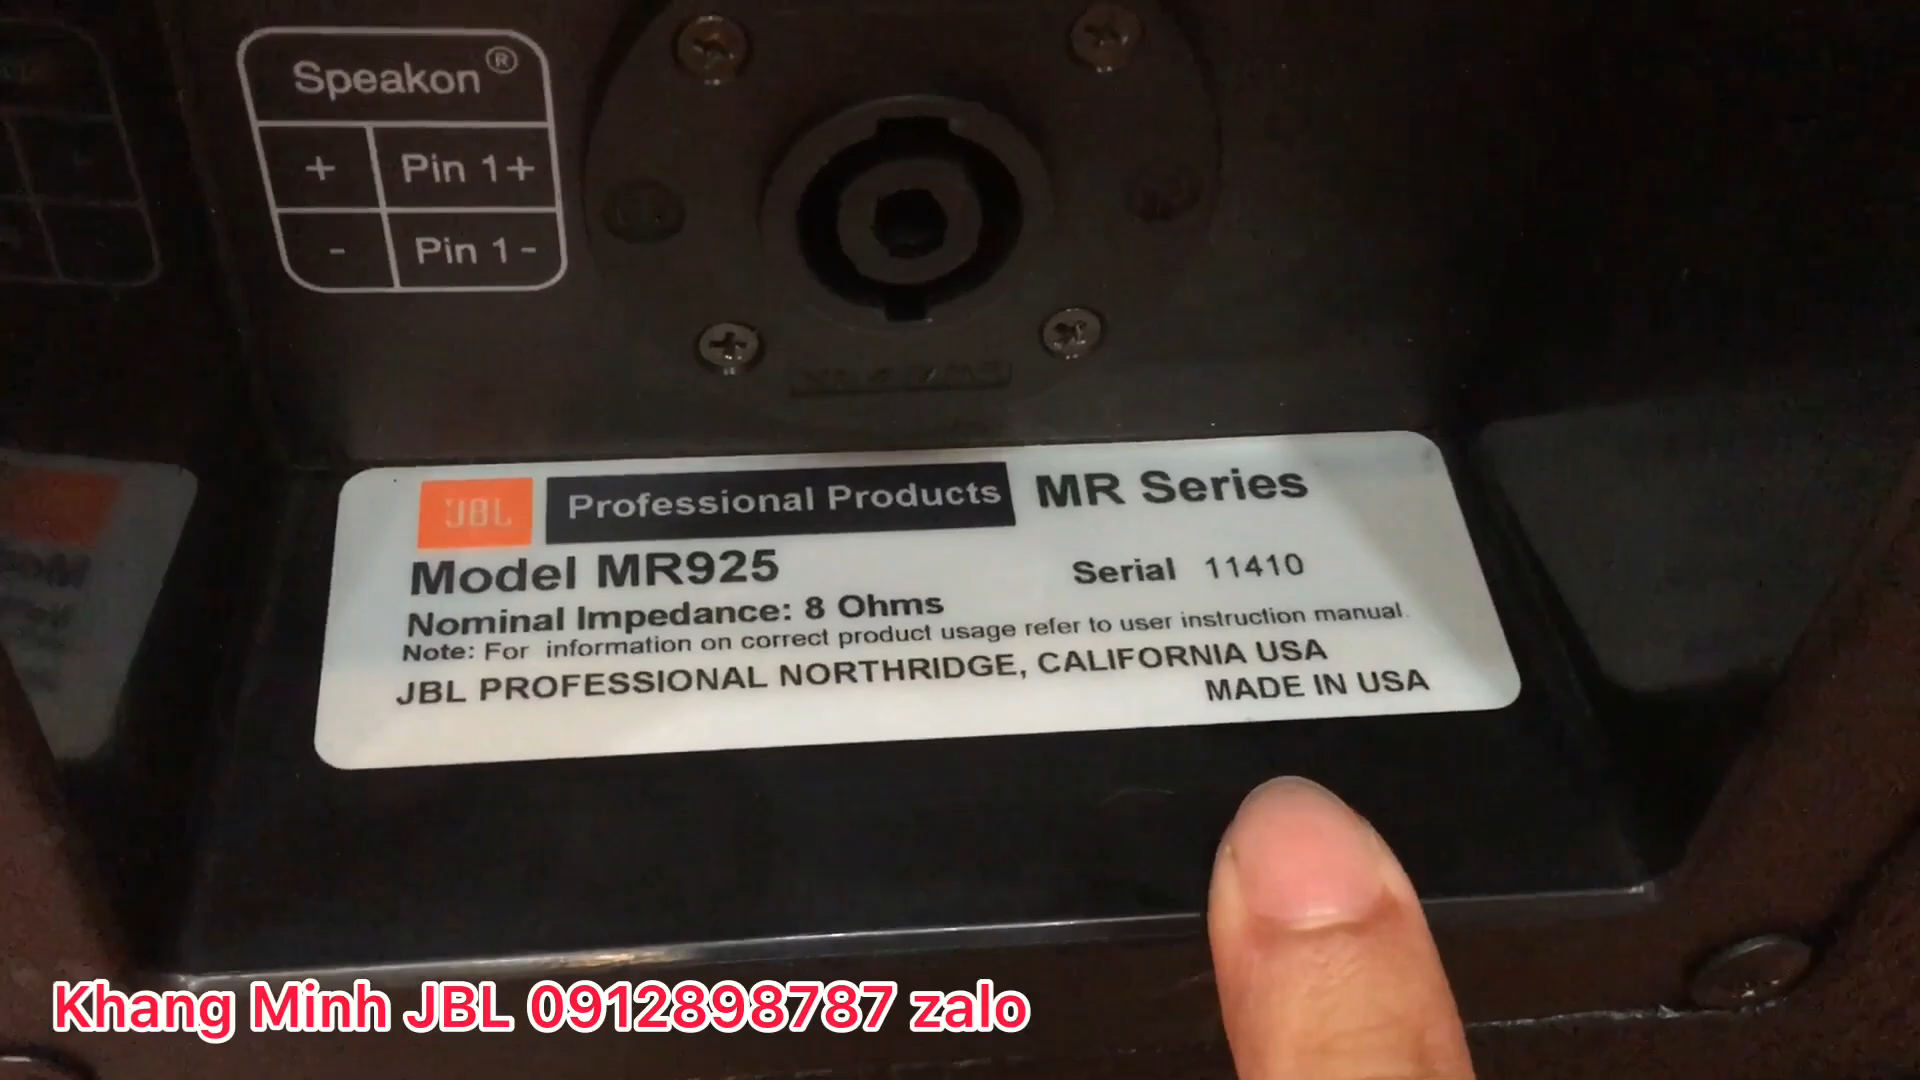 Speakon®
+ Pin 1+
- Pin 1-
JBL Professional Products MR Series
Model MR925
Serial 11410
Nominal Impedance: 8 Ohms
Note: For information on correct product usage refer to user instruction manual.
JBL PROFESSIONAL NORTHRIDGE, CALIFORNIA USA
MADE IN USA
Khang Minh JBL 0912898787 zalo